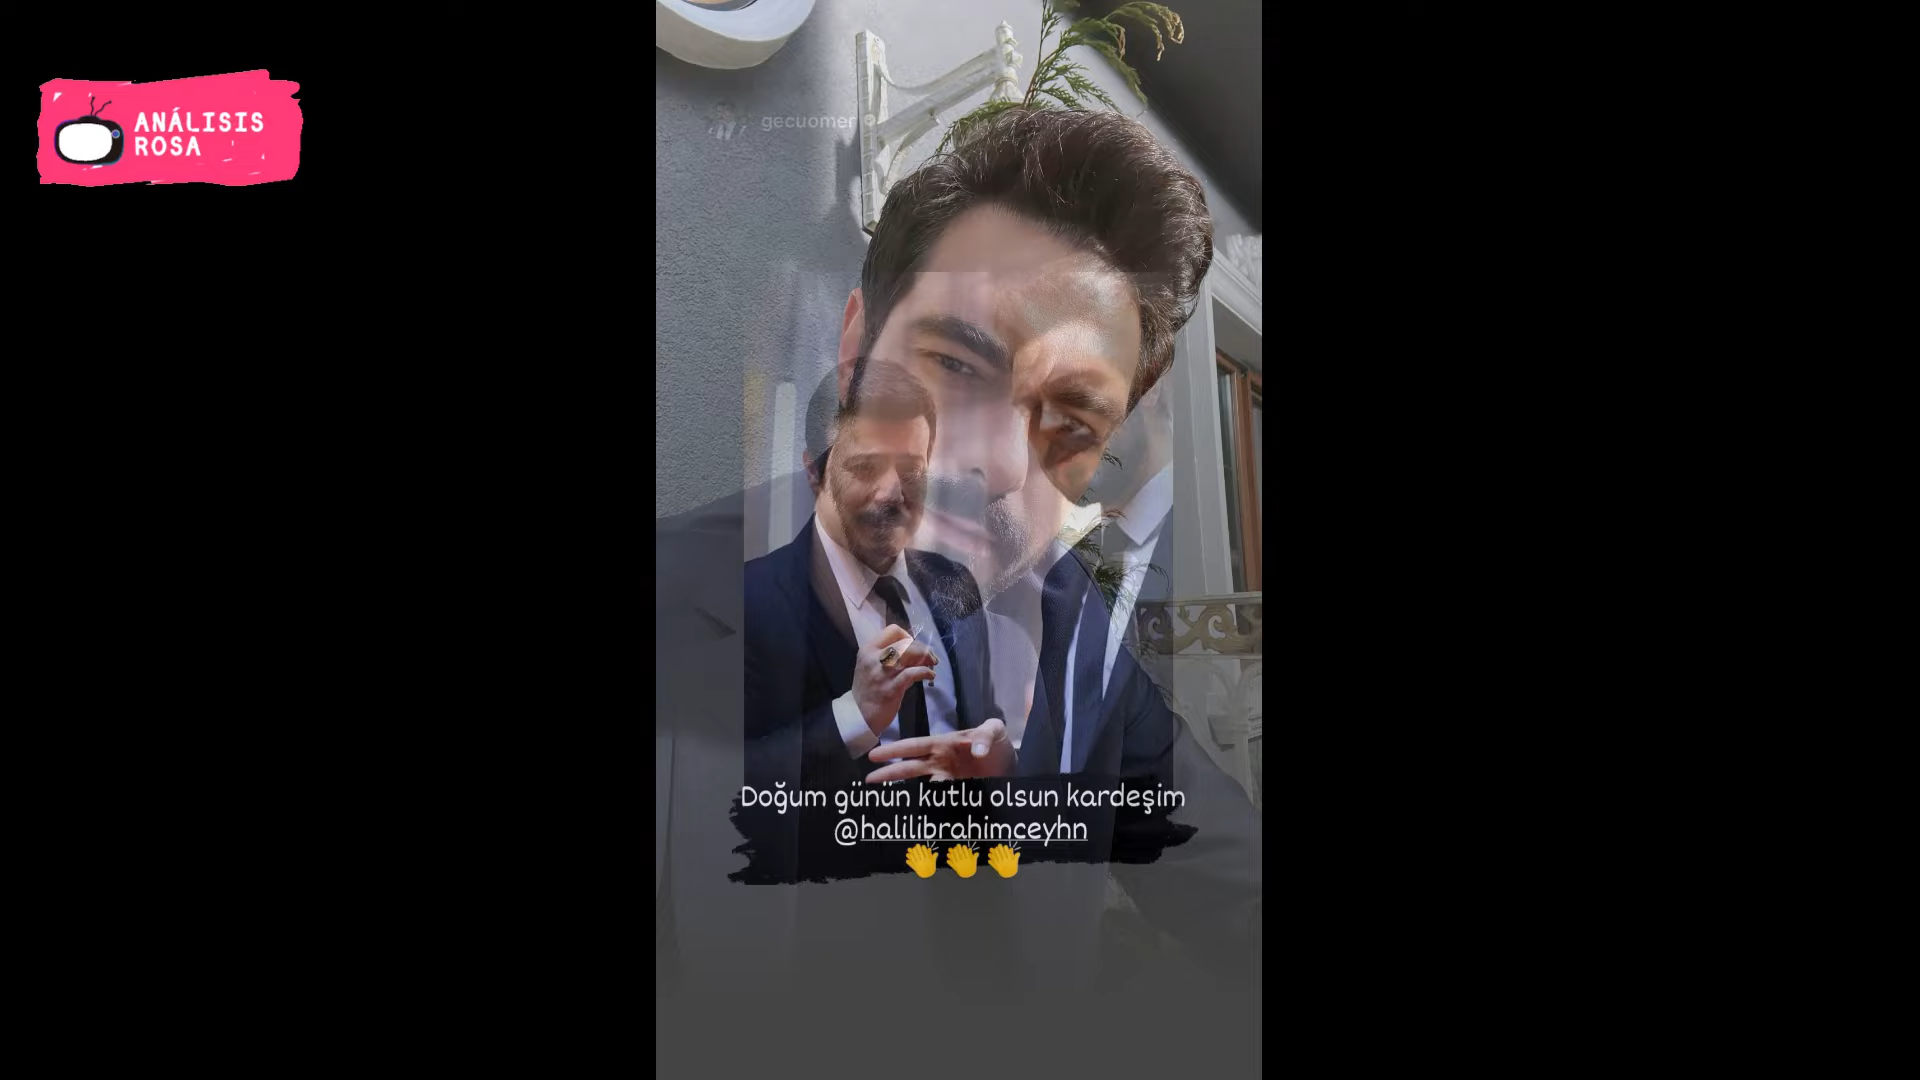 ANÁLISIS
ROSA
gecuomer
Doğum günün kutlu olsun kardeşim
@halilibrahimceyhn
👏👏👏